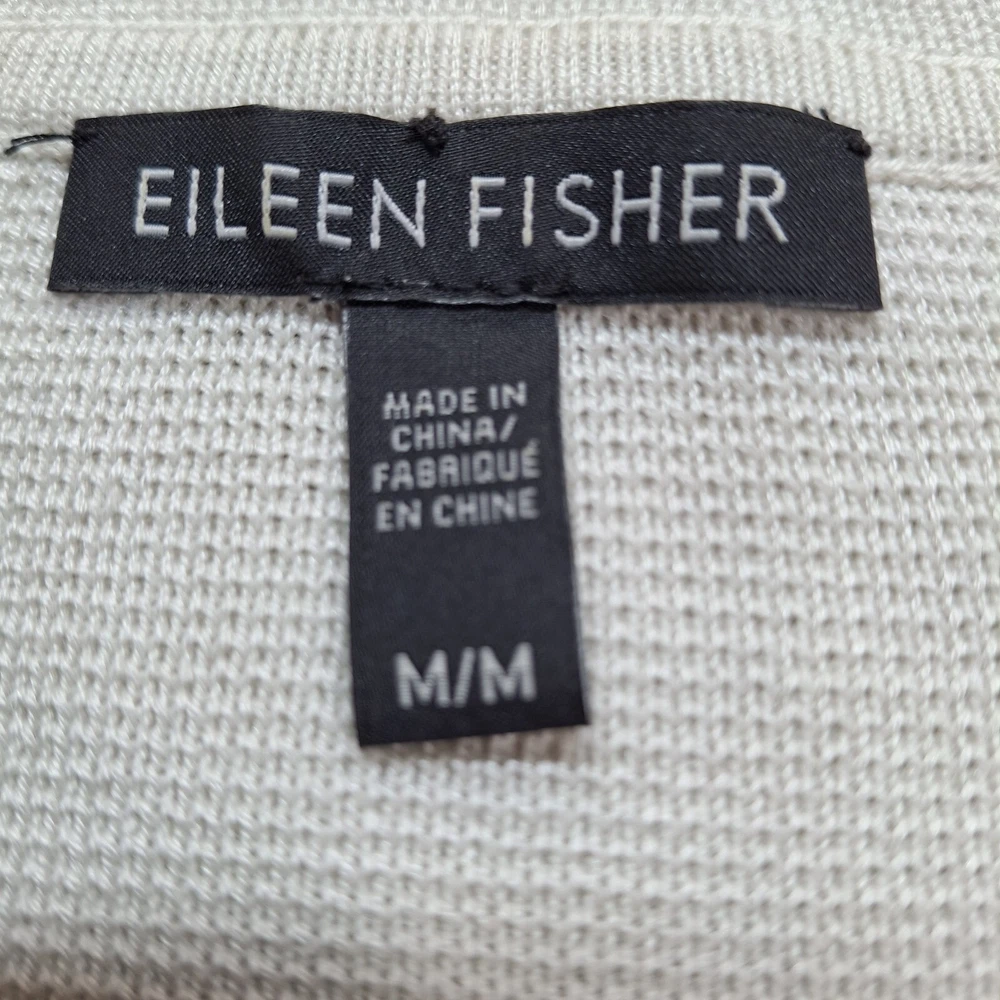 EILEEN FISHER
MADE IN
CHINA/
FABRIQUÉ
EN CHINE
M/M